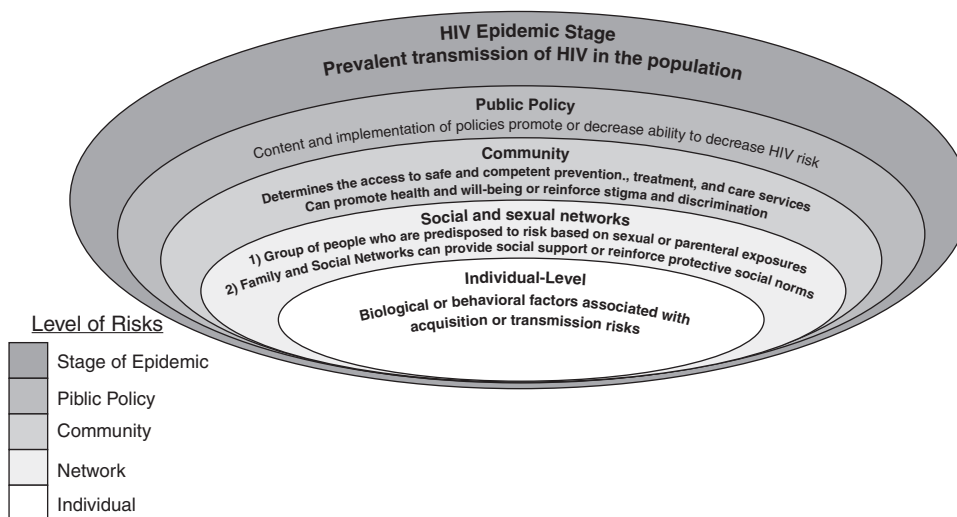 HIV Epidemic Stage
Prevalent transmission of HIV in the population
Public Policy
Content and implementation of policies promote or decrease ability to decrease HIV risk
Community
Determines the access to safe and competent prevention., treatment, and care services
Can promote health and will-being or reinforce stigma and discrimination
Social and sexual networks
1) Group of people who are predisposed to risk based on sexual or parenteral exposures
2) Family and Social Networks can provide social support or reinforce protective social norms
Individual-Level
Biological or behavioral factors associated with
acquisition or transmission risks
Level of Risks
Stage of Epidemic
Piblic Policy
Community
Network
Individual